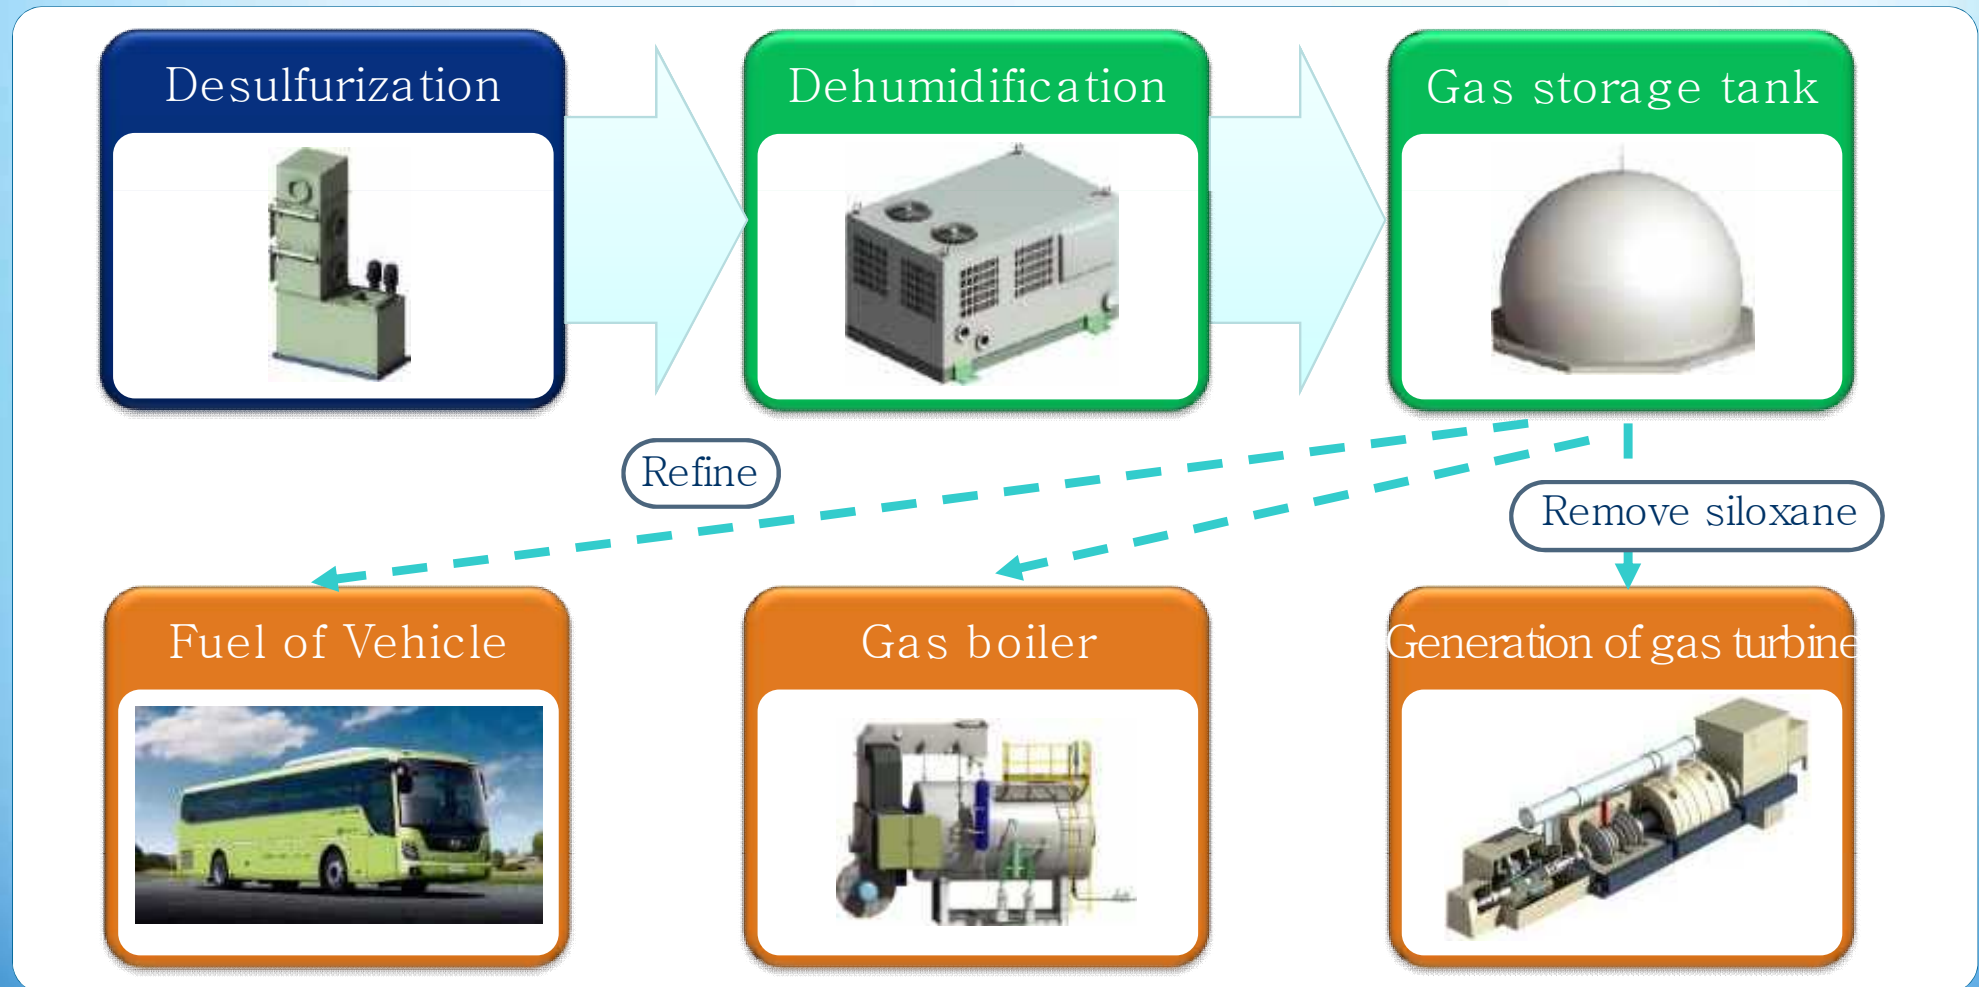 Desulfurization
Dehumidification
Gas storage tank
Refine
Remove siloxane
Fuel of Vehicle
Gas boiler
Generation of gas turbine